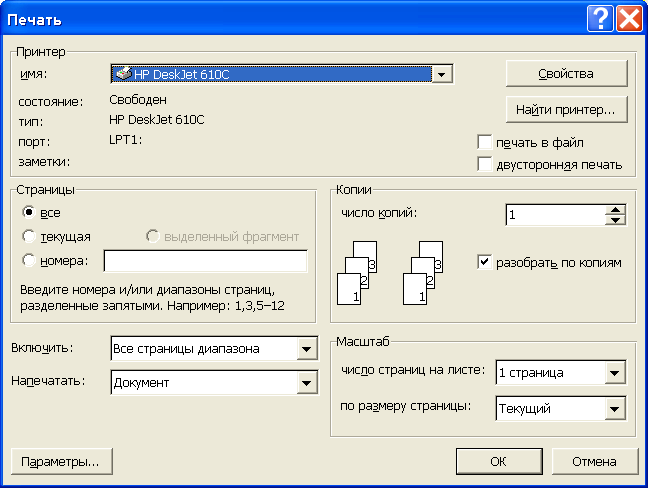 Печать
Принтер
имя:
HP DeskJet 610C
Свойства
состояние:
Свободен
тип:
HP DeskJet 610C
Найти принтер...
порт:
LPT1:
печать в файл
заметки:
двусторонняя печать
Страницы
все
текущая
выделенный фрагмент
номера:
Введите номера и/или диапазоны страниц,
разделенные запятыми. Например: 1,3,5–12
Копии
число копий:
1
3
2
1
3
2
1
разобрать по копиям
Включить:
Все страницы диапазона
Напечатать:
Документ
Масштаб
число страниц на листе:
1 страница
по размеру страницы:
Текущий
Параметры...
ОК
Отмена